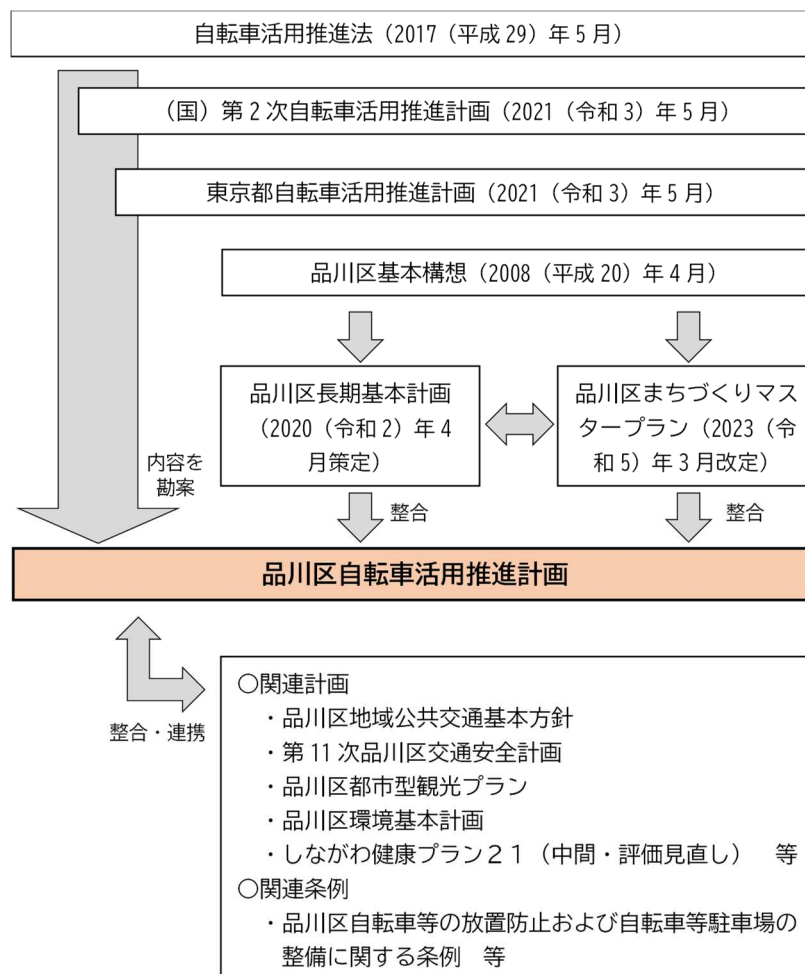 自転車活用推進法（2017（平成 29）年 5 月）
（国）第 2 次自転車活用推進計画（2021（令和 3）年 5 月）
東京都自転車活用推進計画（2021（令和 3）年 5 月）
品川区基本構想（2008（平成 20）年 4 月）
品川区長期基本計画
（2020（令和 2）年 4
月策定）
品川区まちづくりマス
タープラン（2023（令
和 5）年 3 月改定）
内容を
勘案
整合
整合
品川区自転車活用推進計画
整合・連携
○関連計画
・品川区地域公共交通基本方針
・第 11 次品川区交通安全計画
・品川区都市型観光プラン
・品川区環境基本計画
・しながわ健康プラン２１（中間・評価見直し）　等
○関連条例
・品川区自転車等の放置防止および自転車等駐車場の
整備に関する条例　等